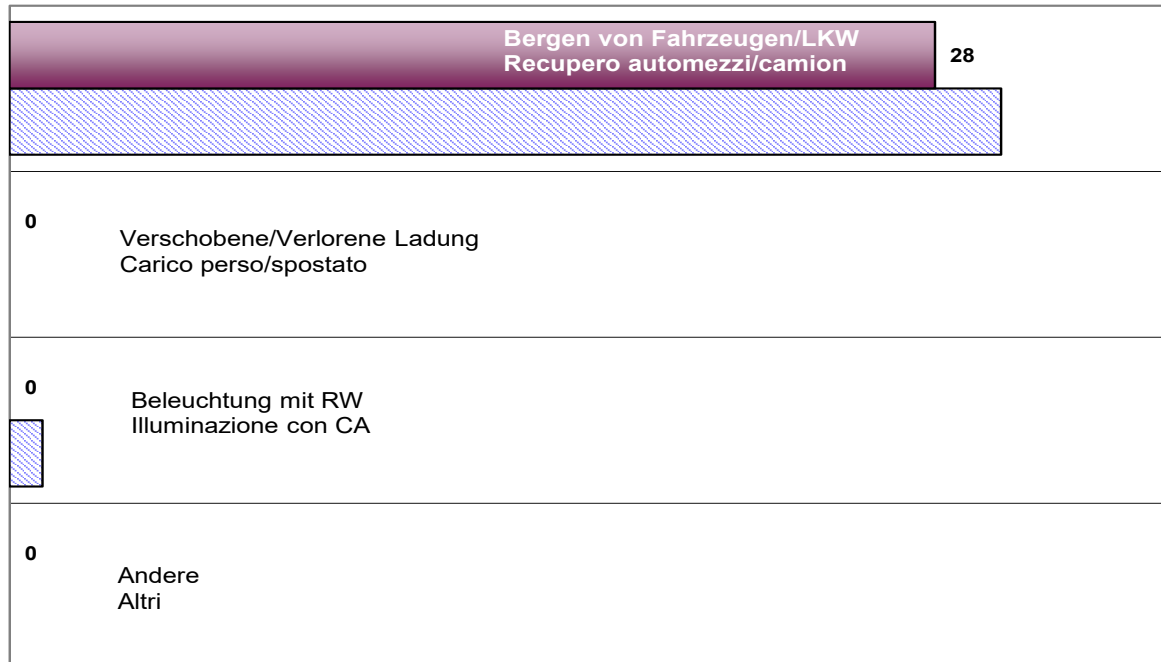 Bergen von Fahrzeugen/LKW
Recupero automezzi/camion
28
0
Verschobene/Verlorene Ladung
Carico perso/spostato
0
Beleuchtung mit RW
Illuminazione con CA
0
Andere
Altri